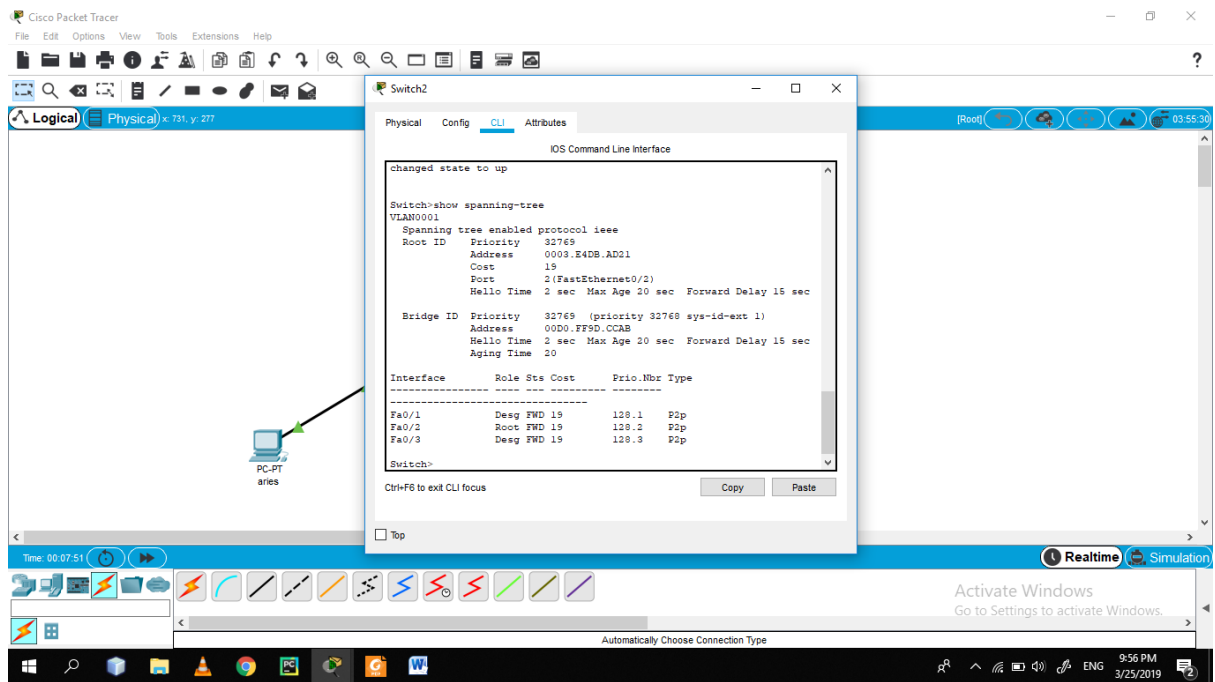 Cisco Packet Tracer
File Edit Options View Tools Extensions Help
?
Logical Physical x: 731, y: 277
[Root] 03:55:30
Switch2
Physical Config CLI Attributes
IOS Command Line Interface
changed state to up
Switch>show spanning-tree
VLAN0001
Spanning tree enabled protocol ieee
Root ID Priority 32769
Address 0003.E4DB.AD21
Cost 19
Port 2(FastEthernet0/2)
Hello Time 2 sec Max Age 20 sec Forward Delay 15 sec
Bridge ID Priority 32769 (priority 32768 sys-id-ext 1)
Address 00D0.FF9D.CCAB
Hello Time 2 sec Max Age 20 sec Forward Delay 15 sec
Aging Time 20
Interface Role Sts Cost Prio.Nbr Type
---------------- ---- --- --------- --------
--------------------------------
Fa0/1 Desg FWD 19 128.1 P2p
Fa0/2 Root FWD 19 128.2 P2p
Fa0/3 Desg FWD 19 128.3 P2p
Switch>
Ctrl+F6 to exit CLI focus
Copy Paste
Top
PC-PT
aries
Time: 00:07:51
Realtime Simulation
Activate Windows
Go to Settings to activate Windows.
Automatically Choose Connection Type
ENG
9:56 PM
3/25/2019
2